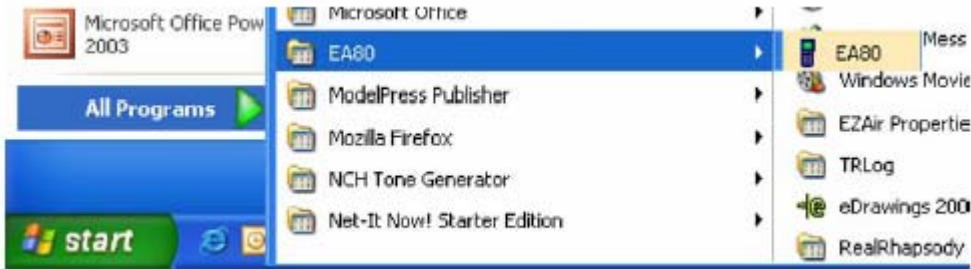 Microsoft Office Pow
2003
All Programs
start
Microsoft Office
EA80
ModelPress Publisher
Mozilla Firefox
NCH Tone Generator
Net-It Now! Starter Edition
EA80
Mess
Windows Movie
EZAir Propertie
TRLog
eDrawings 200
RealRhapsody